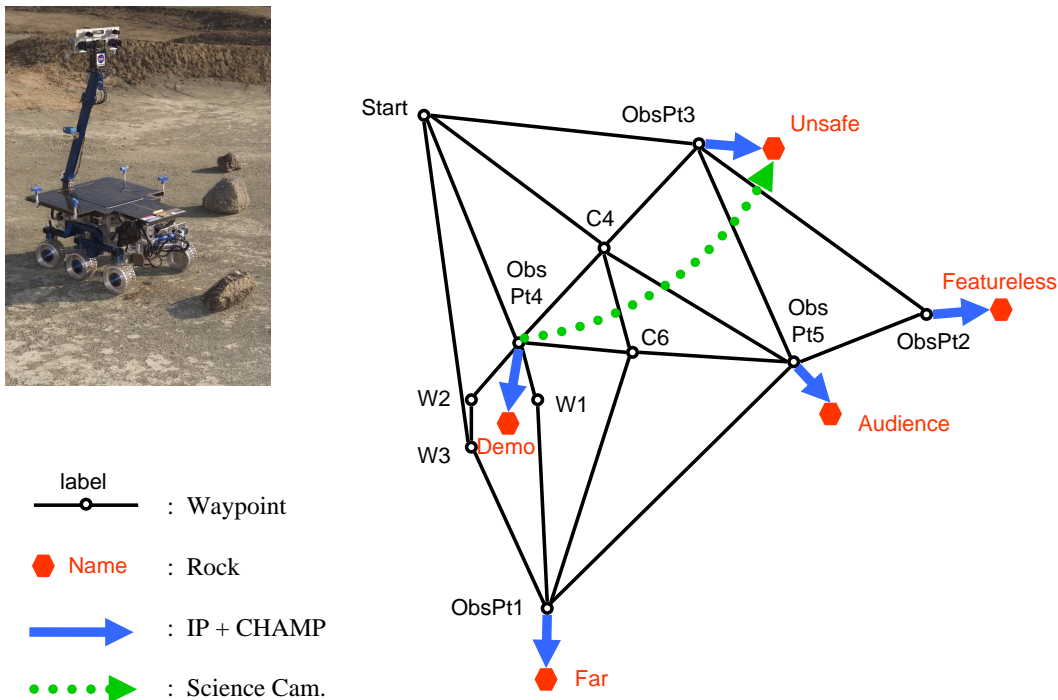 Start
ObsPt3
Unsafe
C4
Obs
Pt4
Featureless
Obs
Pt5
ObsPt2
C6
W2
W1
Audience
Demo
W3
label
: Waypoint
Name : Rock
ObsPt1
: IP + CHAMP
Far
: Science Cam.